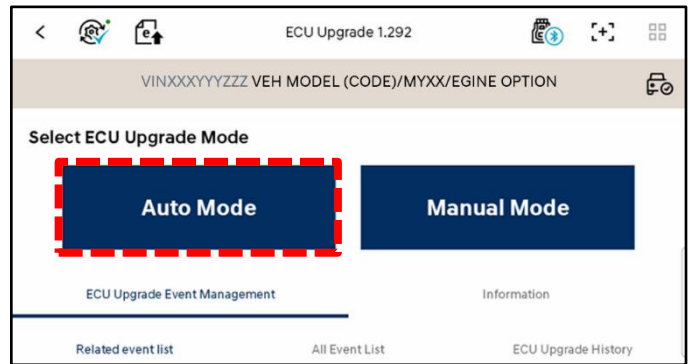 ECU Upgrade 1.292
VINXXXYYYZZZ VEH MODEL (CODE)/MYXX/EGINE OPTION
Select ECU Upgrade Mode
Auto Mode
Manual Mode
ECU Upgrade Event Management
Information
Related event list
All Event List
ECU Upgrade History